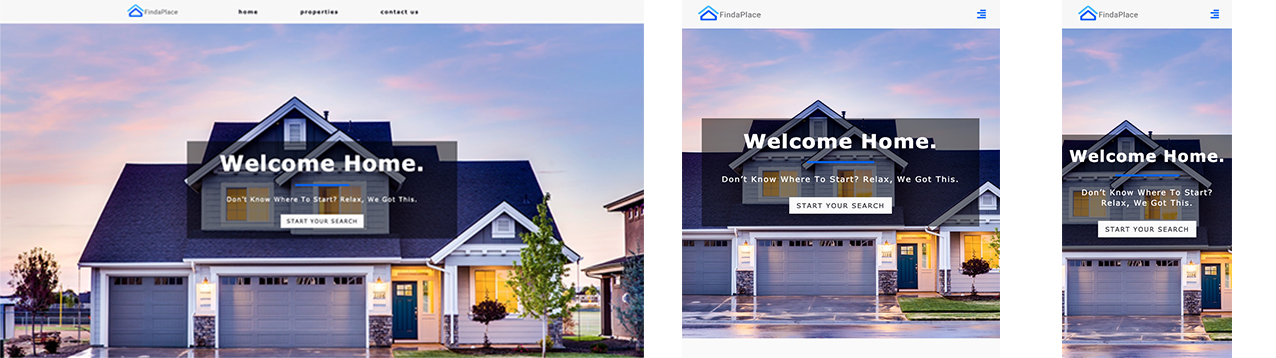 FindaPlace
home properties contact us
Welcome Home.
Don't Know Where To Start? Relax, We Got This.
START YOUR SEARCH
FindaPlace
Welcome Home.
Don't Know Where To Start? Relax, We Got This.
START YOUR SEARCH
FindaPlace
Welcome Home.
Don't Know Where To Start?
Relax, We Got This.
START YOUR SEARCH